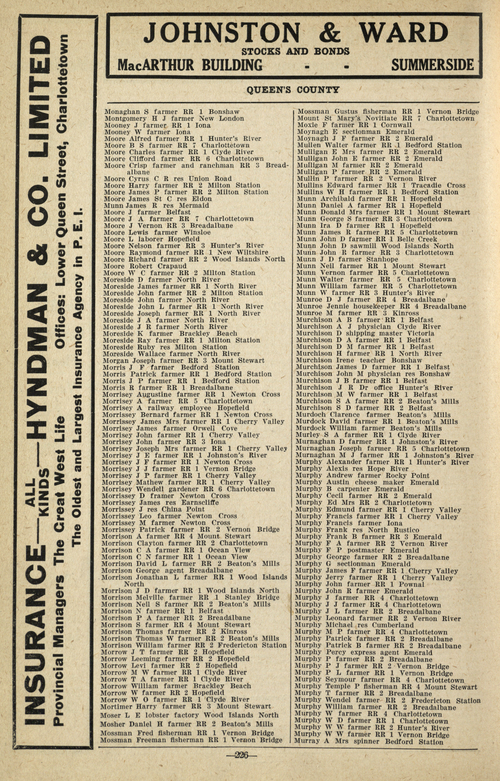 JOHNSTON & WARD
STOCKS AND BONDS
MacARTHUR BUILDING - - SUMMERSIDE
INSURANCE—ALL KINDS—HYNDMAN & CO. LIMITED
Provincial Managers The Great West Life Offices: Lower Queen Street, Charlottetown
The Oldest and Largest Insurance Agency in P. E. I.
QUEEN'S COUNTY
Monaghan S farmer RR 1 Bonshaw
Montgomery H J farmer New London
Mooney J farmer RR 1 Iona
Mooney W farmer Iona
Moore Alfred farmer RR 1 Hunter's River
Moore B S farmer RR 7 Charlottetown
Moore Charles farmer RR 1 Clyde River
Moore Clifford farmer RR 6 Charlottetown
Moore Crisp farmer and ranchman RR 3 Bread-
albane
Moore Cyrus C R res Union Road
Moore Harry farmer RR 2 Milton Station
Moore James P farmer RR 2 Milton Station
Moore James St C res Eldon
Munn James R res Mermaid
Moore J farmer Belfast
Moore J A farmer RR 7 Charlottetown
Moore J Vernon RR 3 Breadalbane
Moore Lewis farmer Winsloe
Moore L laborer Hopefield
Moore Nelson farmer RR 3 Hunter's River
Moore Raymond farmer RR 1 New Wiltshire
Moore Richard farmer RR 2 Wood Islands North
Moore Robert Crapaud
Moore W C farmer RR 2 Milton Station
Moreside D farmer North River
Moreside James farmer RR 1 North River
Moreside John farmer RR 2 Milton Station
Moreside John farmer North River
Moreside John L farmer RR 1 North River
Moreside Joseph farmer RR 1 North River
Moreside J A farmer North River
Moreside J R farmer North River
Moreside K farmer Brackley Beach
Moreside Ray farmer RR 1 Milton Station
Moreside Ruby res Milton Station
Moreside Wallace farmer North River
Morgan Joseph farmer RR 3 Mount Stewart
Morris J F farmer Bedford Station
Morris Patrick farmer RR 1 Bedford Station
Morris J P farmer RR 1 Bedford Station
Morris R farmer RR 1 Breadalbane
Morrisey Augustine farmer RR 1 Newton Cross
Morrisey A farmer RR 5 Charlottetown
Morrisey A railway employee Hopefield
Morrisey Bernard farmer RR 1 Newton Cross
Morrissey James Mrs farmer RR 1 Cherry Valley
Morrisey James farmer Orwell Cove
Morrisey John farmer RR 1 Cherry Valley
Morrisey John farmer RR 3 Iona
Morrisey Joseph Mrs farmer RR 1 Cherry Valley
Morrisey J E farmer RR 1 Johnston's River
Morrisey J farmer RR 1 Newton Cross
Morrisey J J farmer RR 1 Vernon Bridge
Morrisey J P farmer RR 1 Cherry Valley
Morrisey Mathew farmer RR 1 Cherry Valley
Morrisey Wendell gardener RR 6 Charlottetown
Morrissey D framer Newton Cross
Morrissey James res Earnscliffe
Morrissey J res China Point
Morrissey Leo farmer Newton Cross
Morrissey M farmer Newton Cross
Morrisey Patrick farmer RR 2 Vernon Bridge
Morrison A farmer RR 4 Mount Stewart
Morrison Clayton farmer RR 2 Charlottetown
Morrison C A farmer RR 1 Ocean View
Morrison C N farmer RR 1 Ocean View
Morrison David L farmer RR 2 Beaton's Mills
Morrison George agent Breadalbane
Morrison Jonathan L farmer RR 1 Wood Islands
North
Morrison J D farmer RR 1 Wood Islands North
Morrison Melville farmer RR 1 Stanley Bridge
Morrison Neil S farmer RR 2 Beaton's Mills
Morrison N farmer RR 1 Belfast
Morrison P A farmer RR 2 Breadalbane
Morrison S farmer RR 4 Mount Stewart
Morrison Thomas farmer RR 2 Kinross
Morrison Thomas W farmer RR 2 Beaton's Mills
Morrison William farmer RR 2 Fredericton Station
Morrow J T farmer RR 2 Hopefield
Morrow Leeming farmer RR 2 Hopefield
Morrow Levi farmer RR 2 Hopefield
Morrow M W farmer RR 1 Clyde River
Morrow T A farmer RR 1 Clyde River
Morrow William farmer Brackley Beach
Morrow W farmer RR 2 Hopefield
Morrow W O farmer RR 1 Clyde River
Mortimer Harry farmer RR 3 Mount Stewart
Moser L E lobster factory Wood Islands North
Mosher Daniel H farmer RR 2 Beaton's Mills
Mossman Fred fisherman RR 1 Vernon Bridge
Mossman Freeman fisherman RR 1 Vernon Bridge
Mossman Gustus fisherman RR 1 Vernon Bridge
Mount St Mary's Novitiate RR 7 Charlottetown
Moxie F farmer RR 1 Cornwall
Moynagh E sectionman Emerald
Moynagh J F farmer RR 2 Emerald
Mulligan Bert farmer RR 1 Bedford Station
Mulligan E Mrs farmer RR 2 Emerald
Mulligan John E farmer RR 2 Emerald
Mulligan M farmer RR 2 Emerald
Mulligan P farmer RR 2 Emerald
Mullin P farmer RR 2 Vernon River
Mullins Edward farmer RR 1 Tracadie Cross
Mullins W H farmer RR 1 Bedford Station
Munn Archibald farmer RR 1 Hopefield
Munn Daniel A farmer RR 1 Hopefield
Munn Donald Mrs farmer RR 1 Mount Stewart
Munn George S farmer RR 3 Charlottetown
Munn Ira D farmer RR 1 Hopefield
Munn James R farmer RR 5 Charlottetown
Munn John D farmer RR 1 Belle Creek
Munn John D sawmill Wood Islands North
Munn John R farmer RR 3 Charlottetown
Munn J D farmer Stanhope
Munn Neil farmer RR 1 Mount Stewart
Munn Vernon farmer RR 5 Charlottetown
Munn Walter farmer RR 5 Charlottetown
Munn William farmer RR 5 Charlottetown
Munn W farmer RR 3 Hunter's River
Munroe D J farmer RR 4 Breadalbane
Munroe Jennie housekeeper RR 4 Breadalbane
Munroe M farmer RR 3 Kinross
Murchison A B farmer RR 1 Belfast
Murchison A J physician Clyde River
Murchison D shipping master Victoria
Murchison D A farmer RR 1 Belfast
Murchison D M farmer RR 1 Belfast
Murchison H farmer RR 1 North River
Murchison Irene teacher Bonshaw
Murchison James D farmer RR 1 Belfast
Murchison John M physician res Bonshaw
Murchison J B farmer RR 1 Belfast
Murchison J R Dr office Hunter's River
Murchison M W farmer RR 1 Belfast
Murchison S A farmer RR 2 Beaton's Mills
Murchison S D farmer RR 2 Belfast
Murdoch Clarence farmer Beaton's Mills
Murdock David farmer RR 1 Beaton's Mills
Murdock William farmer Beaton's Mills
Murley S A farmer RR 1 Clyde River
Murnaghan D farmer RR 1 Johnston's River
Murnaghan Joseph farmer RR 5 Charlottetown
Murnaghan M J farmer RR 1 Johnston's River
Murphy Alexander farmer RR 1 Hunter's River
Murphy Alexis res Hope River
Murphy Andrew farmer Rocky Point
Murphy Austin cheese maker Emerald
Murphy B carpenter Emerald
Murphy Cecil farmer RR 2 Emerald
Murphy Ed Mrs RR 2 Charlottetown
Murphy Edmund farmer RR 1 Cherry Valley
Murphy Francis farmer RR 1 Cherry Valley
Murphy Francis farmer Iona
Murphy Frank res North Rustico
Murphy Frank B farmer RR 3 Emerald
Murphy F A farmer RR 2 Vernon River
Murphy F P postmaster Emerald
Murphy George farmer RR 2 Breadalbane
Murphy G sectionman Emerald
Murphy James F farmer RR 1 Cherry Valley
Murphy Jerry farmer RR 1 Cherry Valley
Murphy John farmer RR 1 Pownal
Murphy John R farmer Emerald
Murphy J J farmer RR 4 Charlottetown
Murphy J J farmer RR 4 Charlottetown
Murphy J L farmer RR 2 Breadalbane
Murphy Leonard farmer RR 2 Vernon River
Murphy Michael res Cumberland
Murphy M P farmer RR 4 Charlottetown
Murphy Patrick farmer RR 2 Breadalbane
Murphy Patrick B farmer RR 2 Breadalbane
Murphy Percy express agent Emerald
Murphy P farmer RR 2 Breadalbane
Murphy P J farmer RR 2 Vernon Bridge
Murphy P L farmer RR 1 Vernon Bridge
Murphy Seymour farmer RR 4 Charlottetown
Murphy Temple P fisherman RR 4 Mount Stewart
Murphy T farmer RR 2 Breadalbane
Murphy Wendel farmer RR 2 Fredericton Station
Murphy William farmer RR 2 Breadalbane
Murphy W farmer RR 4 Charlottetown
Murphy W D farmer RR 1 Charlottetown
Murphy W W farmer RR 2 Hunter's River
Murphy W W farmer RR 1 Vernon Bridge
Murray A Mrs spinner Bedford Station
—226—